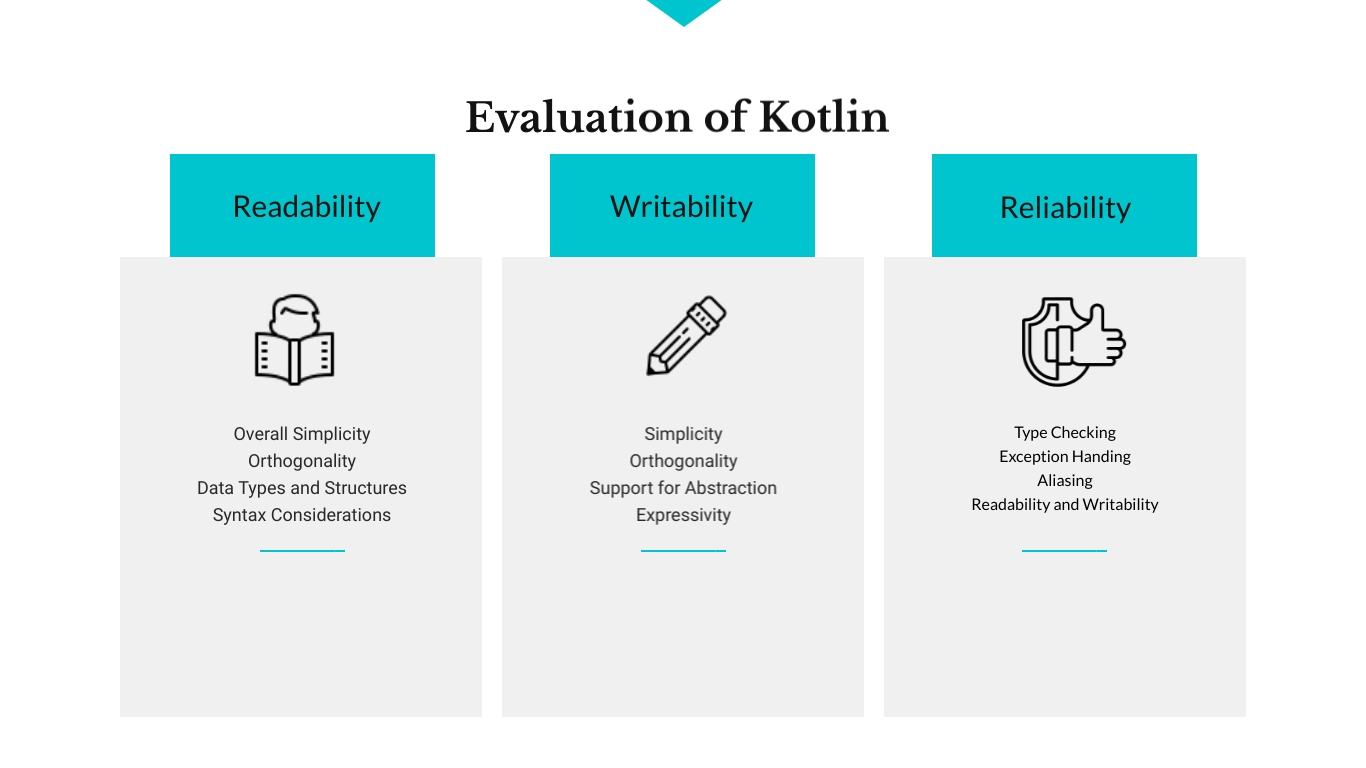 Evaluation of Kotlin
Readability
Overall Simplicity
Orthogonality
Data Types and Structures
Syntax Considerations
Writability
Simplicity
Orthogonality
Support for Abstraction
Expressivity
Reliability
Type Checking
Exception Handing
Aliasing
Readability and Writability